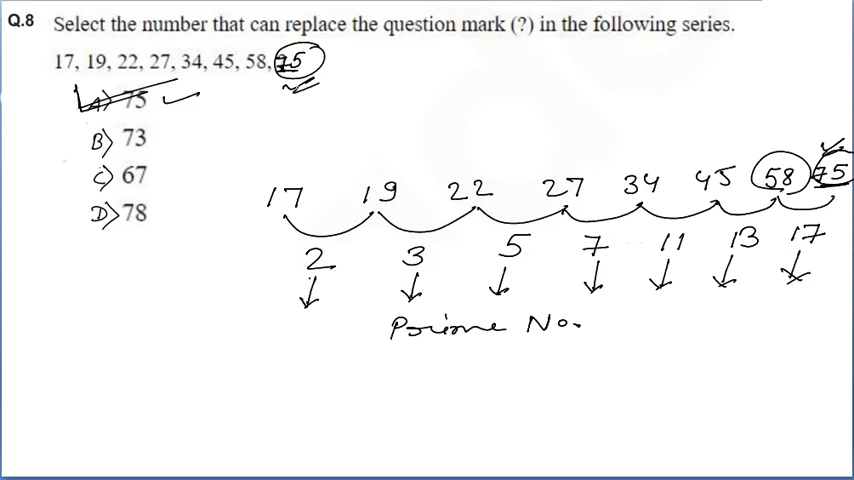 Q.8 Select the number that can replace the question mark (?) in the following series.
17, 19, 22, 27, 34, 45, 58, 75
A) 75
B) 73
C) 67
D) 78
17 19 22 27 34 45 58 75
2 3 5 7 11 13 17
Prime No.